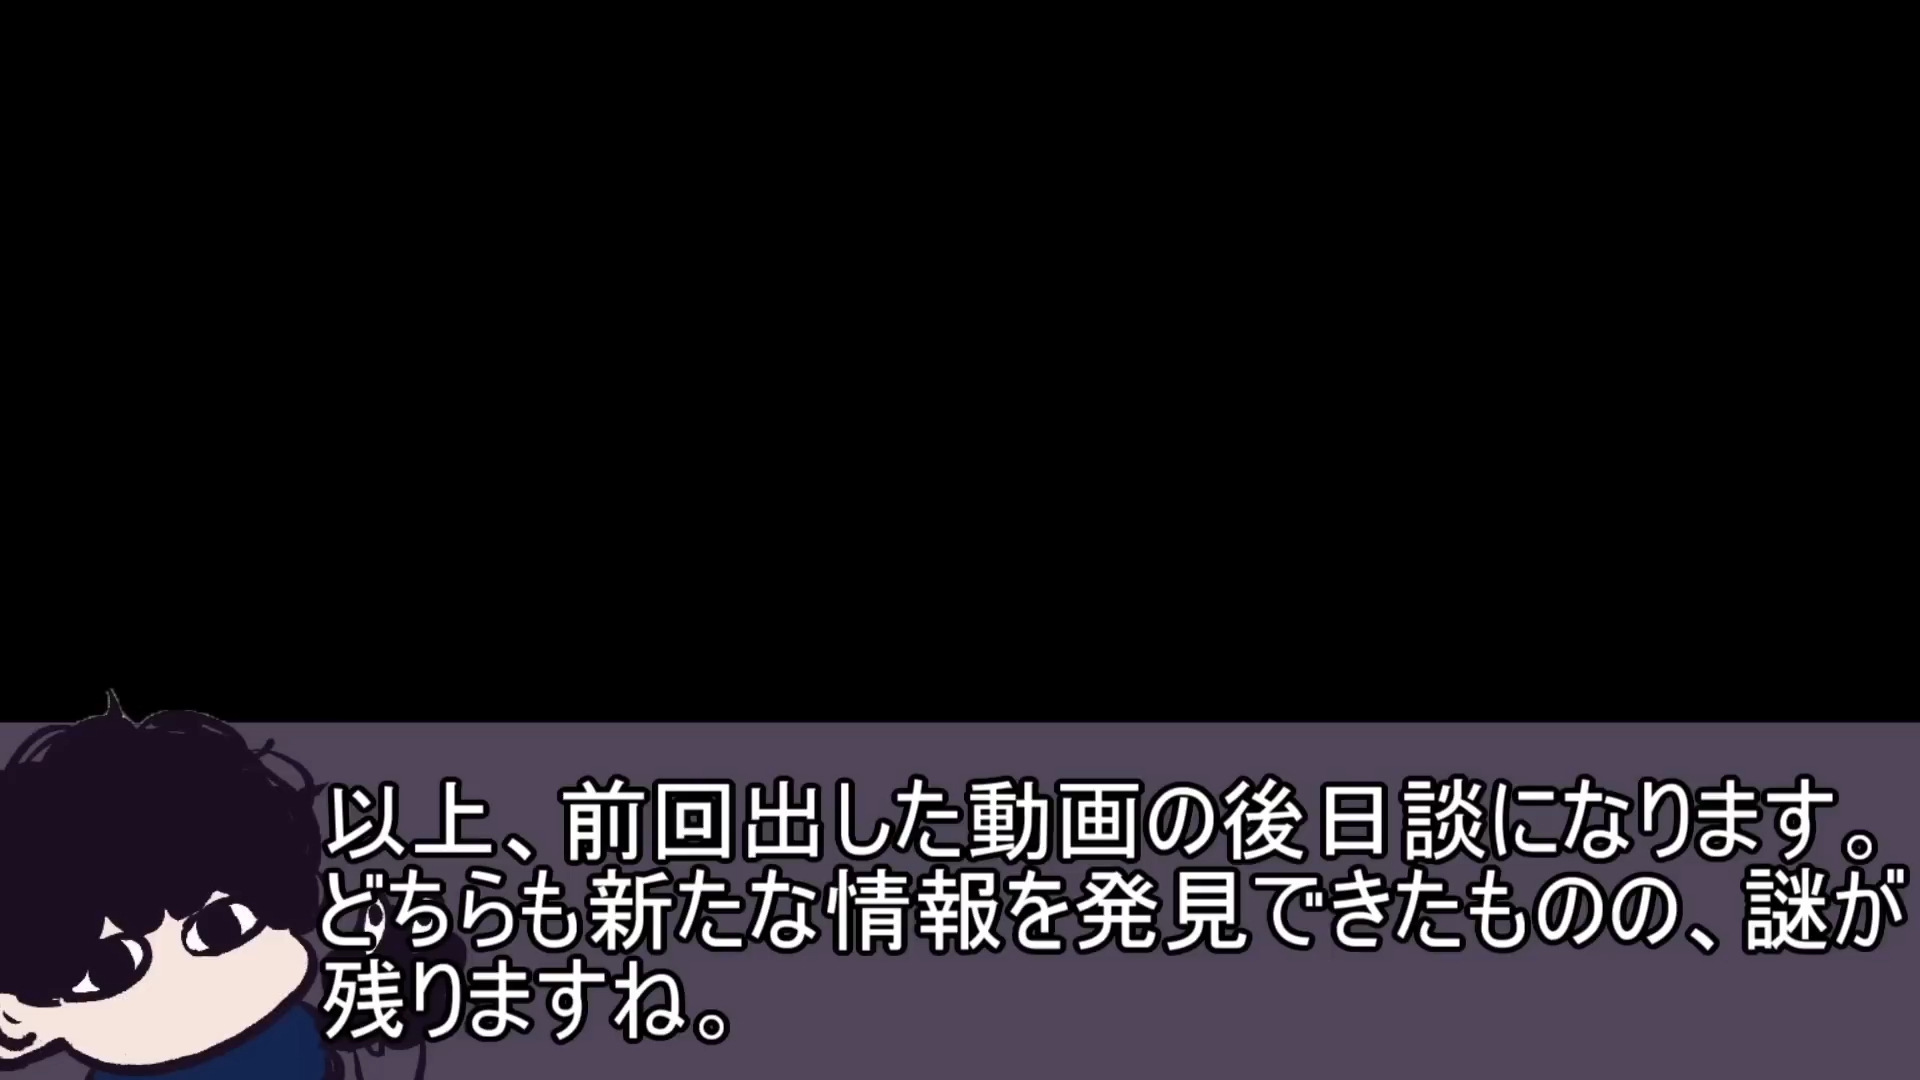 以上、前回出した動画の後日談になります。
どちらも新たな情報を発見できたものの、謎が
残りますね。